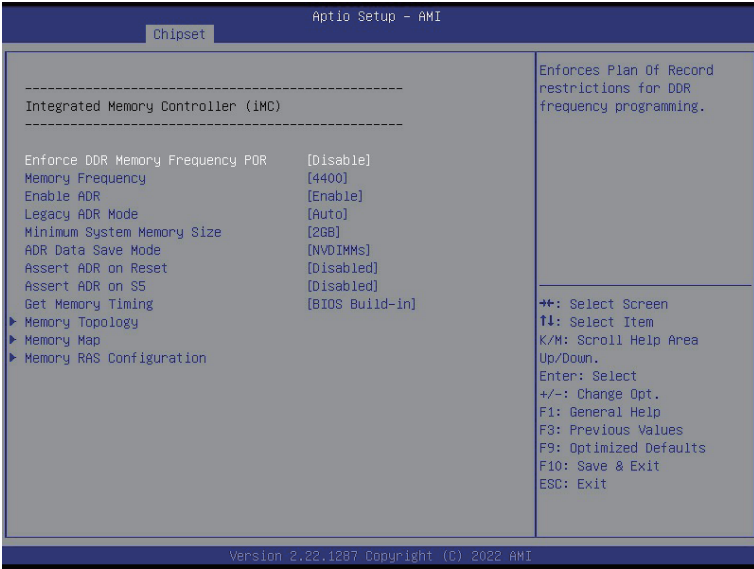 Aptio Setup – AMI
Chipset
------------------------------------------------
Integrated Memory Controller (iMC)
------------------------------------------------
Enforce DDR Memory Frequency POR [Disable]
Memory Frequency [4400]
Enable ADR [Enable]
Legacy ADR Mode [Auto]
Minimum System Memory Size [2GB]
ADR Data Save Mode [NVDIMMs]
Assert ADR on Reset [Disabled]
Assert ADR on S5 [Disabled]
Get Memory Timing [BIOS Build-in]
Memory Topology
Memory Map
Memory RAS Configuration
Enforces Plan Of Record
restrictions for DDR
frequency programming.
→←: Select Screen
↑↓: Select Item
K/M: Scroll Help Area
Up/Down.
Enter: Select
+/-: Change Opt.
F1: General Help
F3: Previous Values
F9: Optimized Defaults
F10: Save & Exit
ESC: Exit
Version 2.22.1287 Copyright (C) 2022 AMI